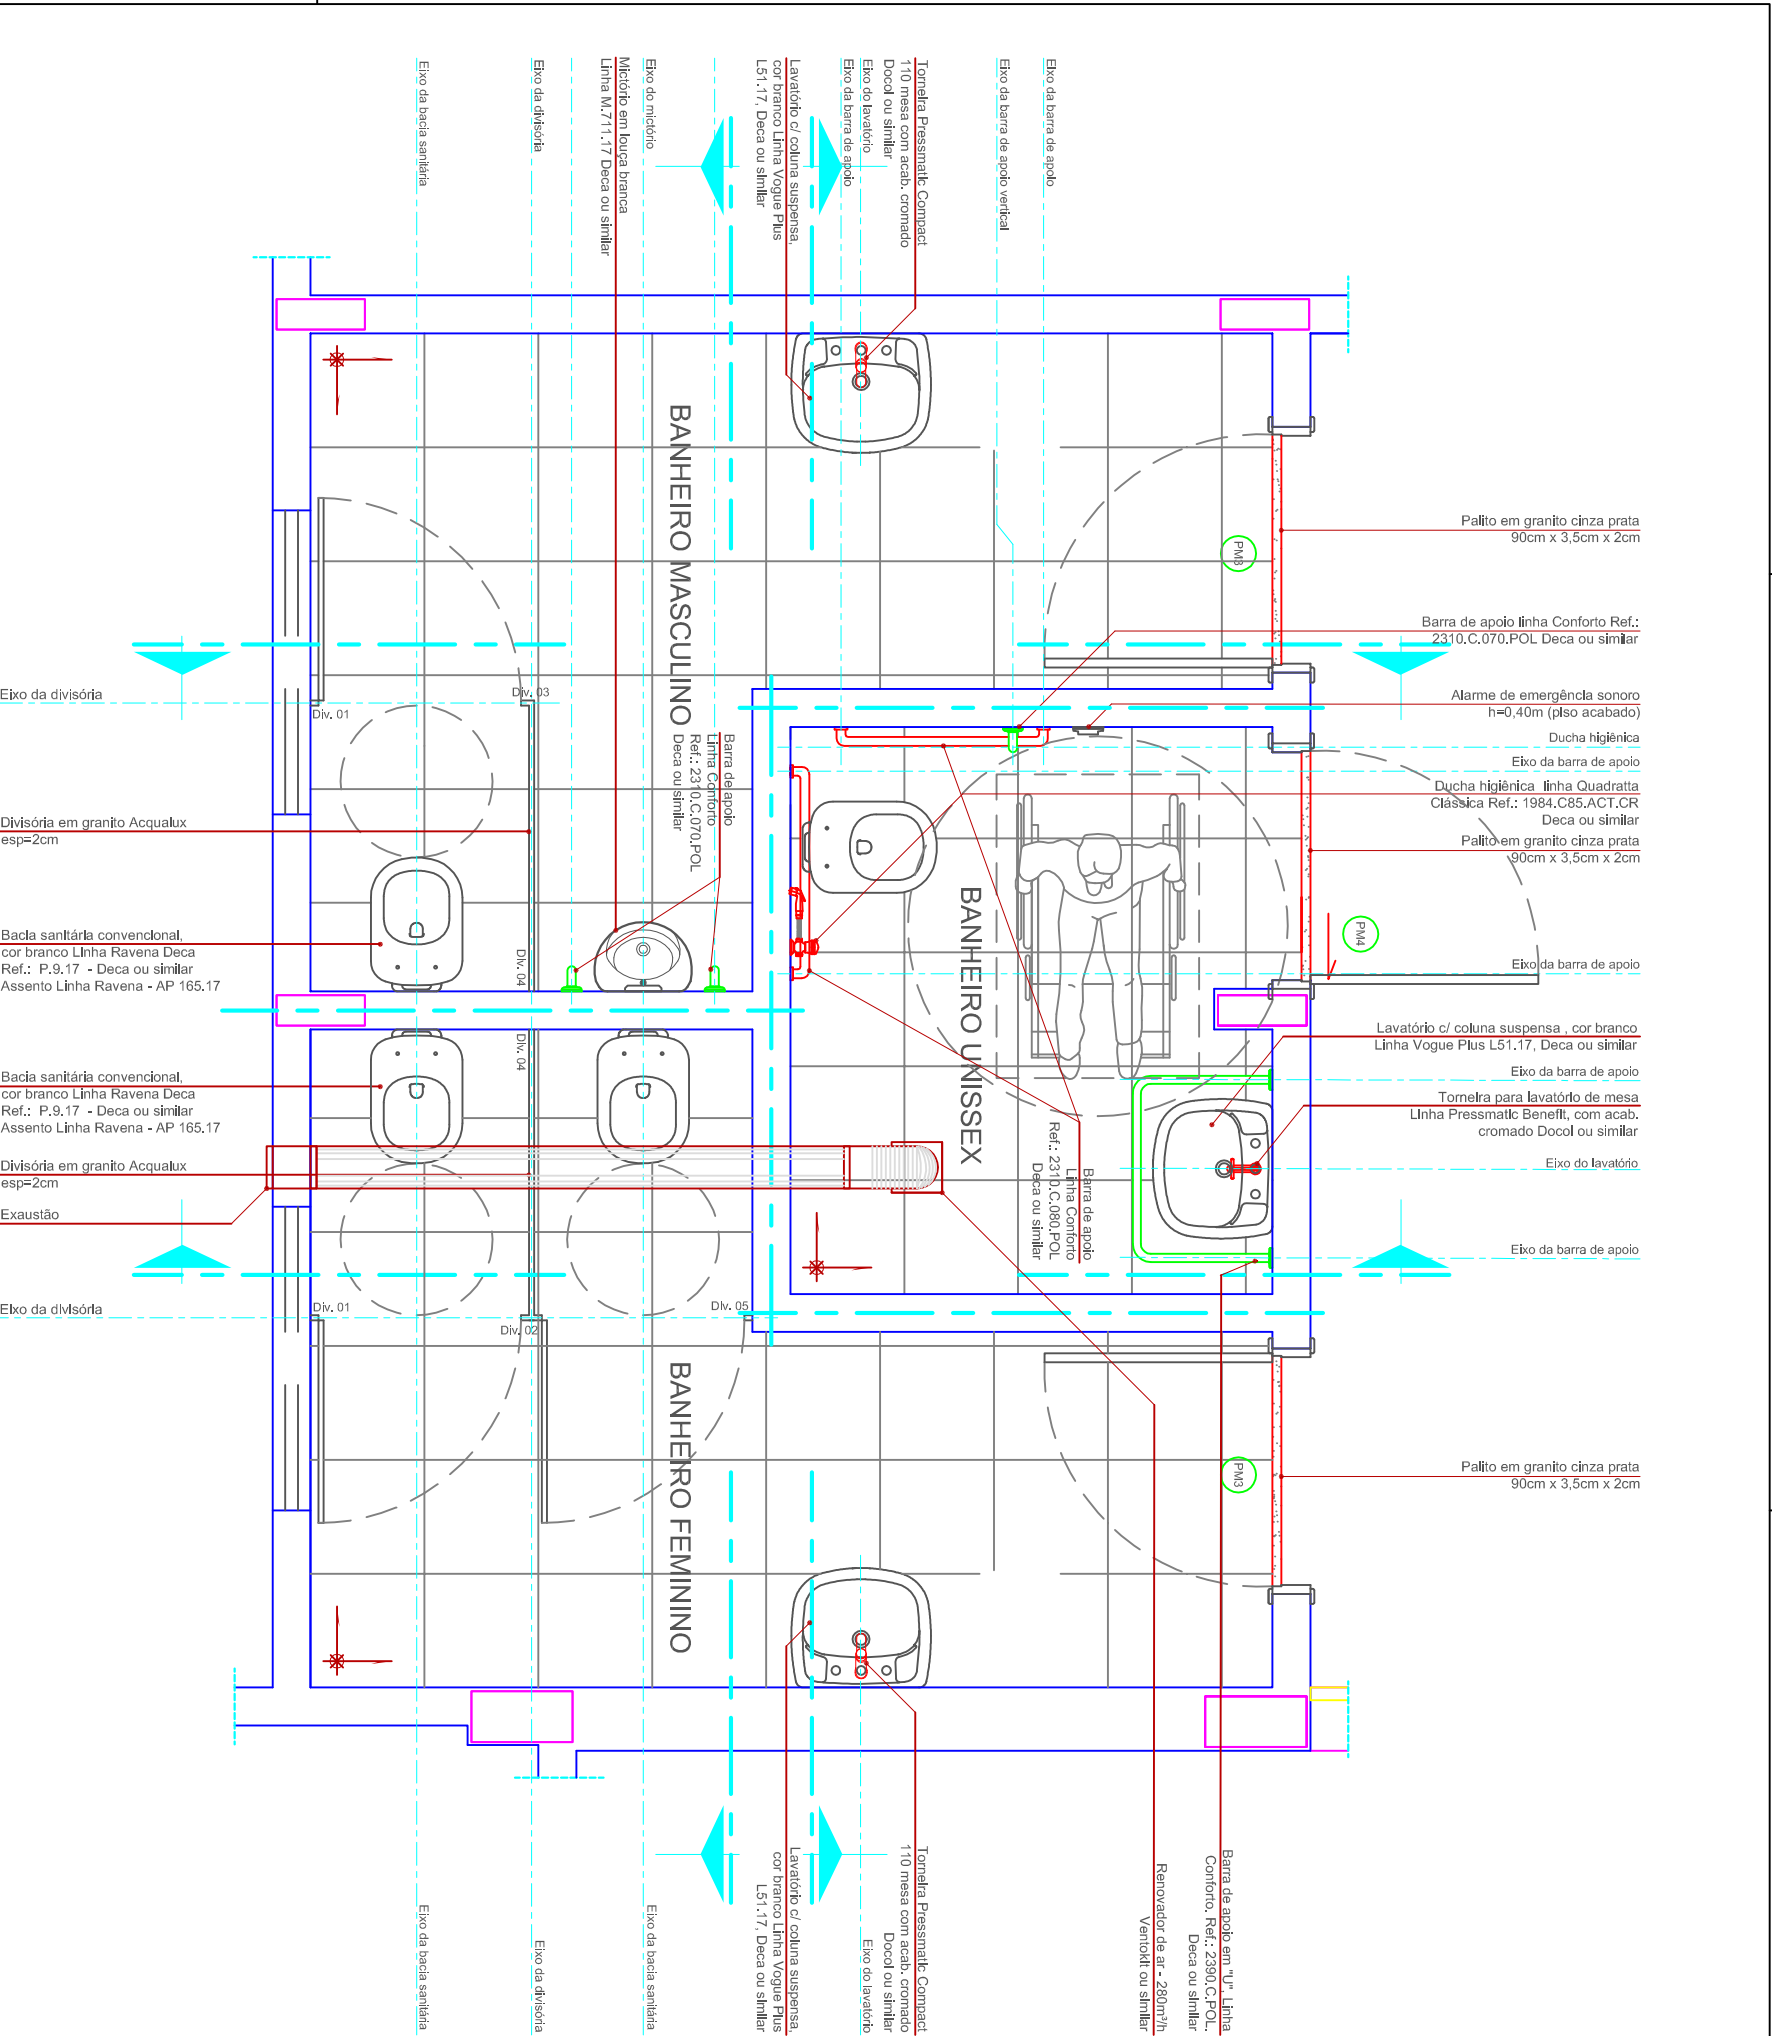 Eixo da bacia sanitária
Eixo da divisória
Mictório em louça branca
Linha M.711.17 Deca ou similar
Eixo do mictório
Lavatório c/ coluna suspensa,
cor branco Linha Vogue Plus
L51.17, Deca ou similar
Eixo da barra de apoio
Eixo do lavatório
Torneira Pressmatic Compact
110 mesa com acab. cromado
Docol ou similar
Eixo da barra de apoio vertical
Eixo da barra de apoio
Palito em granito cinza prata
90cm x 3,5cm x 2cm
PM3
BANHEIRO MASCULINO
Barra de apoio linha Conforto Ref.:
2310.C.070.POL Deca ou similar
Alarme de emergência sonoro
h=0,40m (piso acabado)
Ducha higiênica
Eixo da barra de apoio
Ducha higiênica linha Quadratta
Clássica Ref.: 1984.C85.ACT.CR
Deca ou similar
Palito em granito cinza prata
90cm x 3,5cm x 2cm
PM4
Eixo da barra de apoio
Lavatório c/ coluna suspensa , cor branco
Linha Vogue Plus L51.17, Deca ou similar
Eixo da barra de apoio
Torneira para lavatório de mesa
Linha Pressmatic Benefit, com acab.
cromado Docol ou similar
Eixo do lavatório
Eixo da barra de apoio
Eixo da divisória
Div. 01
Div. 03
Barra de apoio
Linha Conforto
Ref.: 2310.C.070.POL
Deca ou similar
Divisória em granito Acqualux
esp=2cm
Bacia sanitária convencional,
cor branco Linha Ravena Deca
Ref.: P.9.17 - Deca ou similar
Assento Linha Ravena - AP 165.17
Div. 04
Div. 04
BANHEIRO UNISSEX
Barra de apoio
Linha Conforto
Ref.: 2310.C.080.POL
Deca ou similar
Bacia sanitária convencional,
cor branco Linha Ravena Deca
Ref.: P.9.17 - Deca ou similar
Assento Linha Ravena - AP 165.17
Divisória em granito Acqualux
esp=2cm
Exaustão
Eixo da divisória
Div. 01
Div. 02
Div. 05
BANHEIRO FEMININO
PM3
Palito em granito cinza prata
90cm x 3,5cm x 2cm
Eixo da bacia sanitária
Eixo da divisória
Eixo da bacia sanitária
Lavatório c/ coluna suspensa,
cor branco Linha Vogue Plus
L51.17, Deca ou similar
Eixo do lavatório
Torneira Pressmatic Compact
110 mesa com acab. cromado
Docol ou similar
Renovador de ar - 280m³/h
Ventokit ou similar
Barra de apoio em "U", Linha
Conforto. Ref.: 2390.C.POL.
Deca ou similar